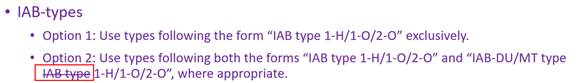 • IAB-types
• Option 1: Use types following the form “IAB type 1-H/1-O/2-O” exclusively.
• Option 2: Use types following both the forms “IAB type 1-H/1-O/2-O” and “IAB-DU/MT type
IAB type 1-H/1-O/2-O”, where appropriate.